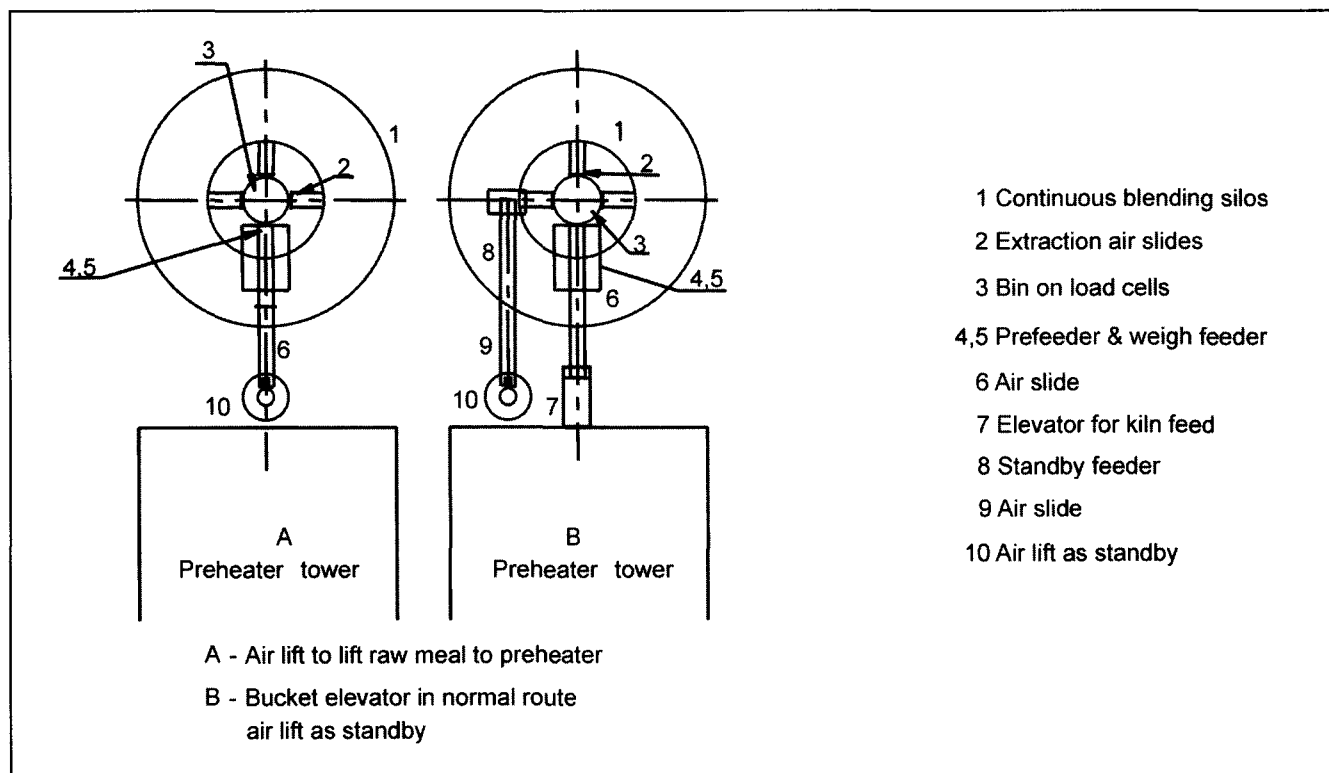 3
1
2
4,5
6
10
1
2
3
8
4,5
6
9
10
7
A
Preheater tower
B
Preheater tower
A - Air lift to lift raw meal to preheater
B - Bucket elevator in normal route
air lift as standby
1 Continuous blending silos
2 Extraction air slides
3 Bin on load cells
4,5 Prefeeder & weigh feeder
6 Air slide
7 Elevator for kiln feed
8 Standby feeder
9 Air slide
10 Air lift as standby